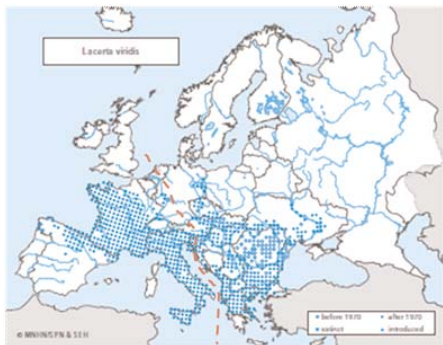 Lacerta viridis
before 1970
after 1970
extinct
introduced
© MNHN/SPN & SEH